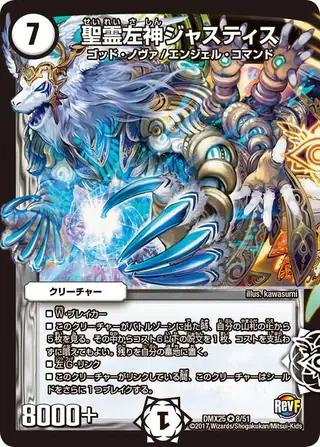 7
せいれい さしん
聖霊左神ジャスティス
ゴッド・ノヴァ/エンジェル・コマンド
illus. kawasumi
クリーチャー
■W・ブレイカー
■このクリーチャーがバトルゾーンに出た時、自分の山札の上から
5枚を見る。その中からコスト6以下の呪文を1枚、コストを支払わ
ずに唱えてもよい。残りを自分の墓地に置く。
■左G・リンク
■このクリーチャーがリンクしている時、このクリーチャーはシール
ドをさらに1つブレイクする。
8000+
1
DMX25 8/51
©2017 Wizards/Shogakukan/Mitsui-Kids
RevF